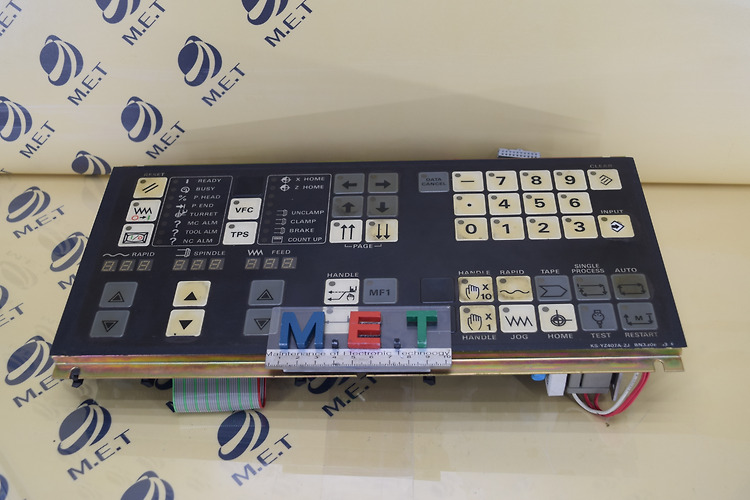 M.E.T
M.E.T
M.E.T
M.E.T
M.E.T
RESET
READY
BUSY
P.HEAD
P.END
TURRET
MC ALM
TOOL ALM
NC ALM
VFC
TPS
X HOME
Z HOME
UNCLAMP
CLAMP
BRAKE
COUNT UP
PAGE
DATA CANCEL
CLEAR
- 7 8 9
. 4 5 6
0 1 2 3
INPUT
RAPID
SPINDLE
FEED
HANDLE
MF1
HANDLE
X 10
RAPID
TAPE
SINGLE PROCESS
AUTO
X 1
HANDLE
JOG
HOME
TEST
RESTART
M.E.T
Maintenance of Electronic Technology
M.E.T
M.E.T
M.E.T
M.E.T